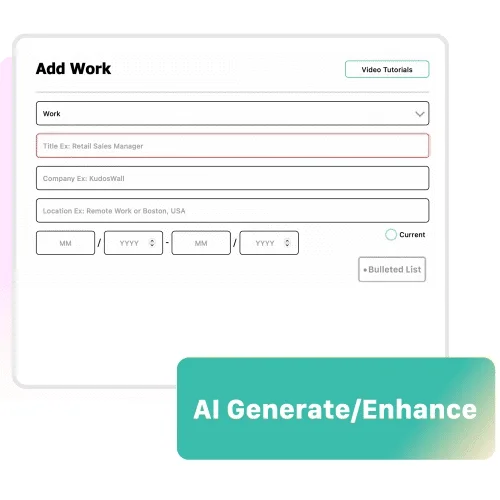 Add Work
Video Tutorials
Work
Title Ex: Retail Sales Manager
Company Ex: KudosWall
Location Ex: Remote Work or Boston, USA
MM / YYYY - MM / YYYY
Current
•Bulleted List
AI Generate/Enhance